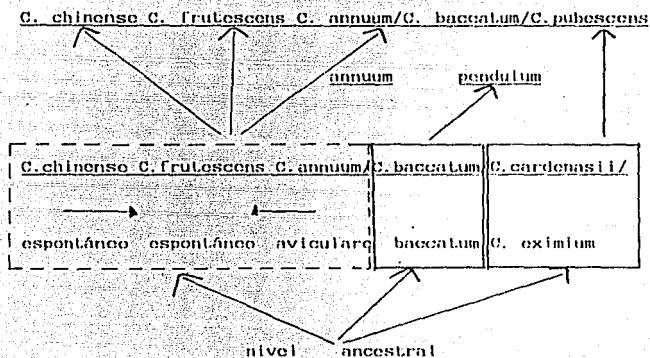 C. chinense C. frutescens C. annuum/C. baccatum/C.pubescens
annuum pendulum
C.chinense C.frutescens C.annuum/C.baccatum/C.cardenasii/
espontáneo espontáneo aviculare baccatum C. eximium
nivel ancestral